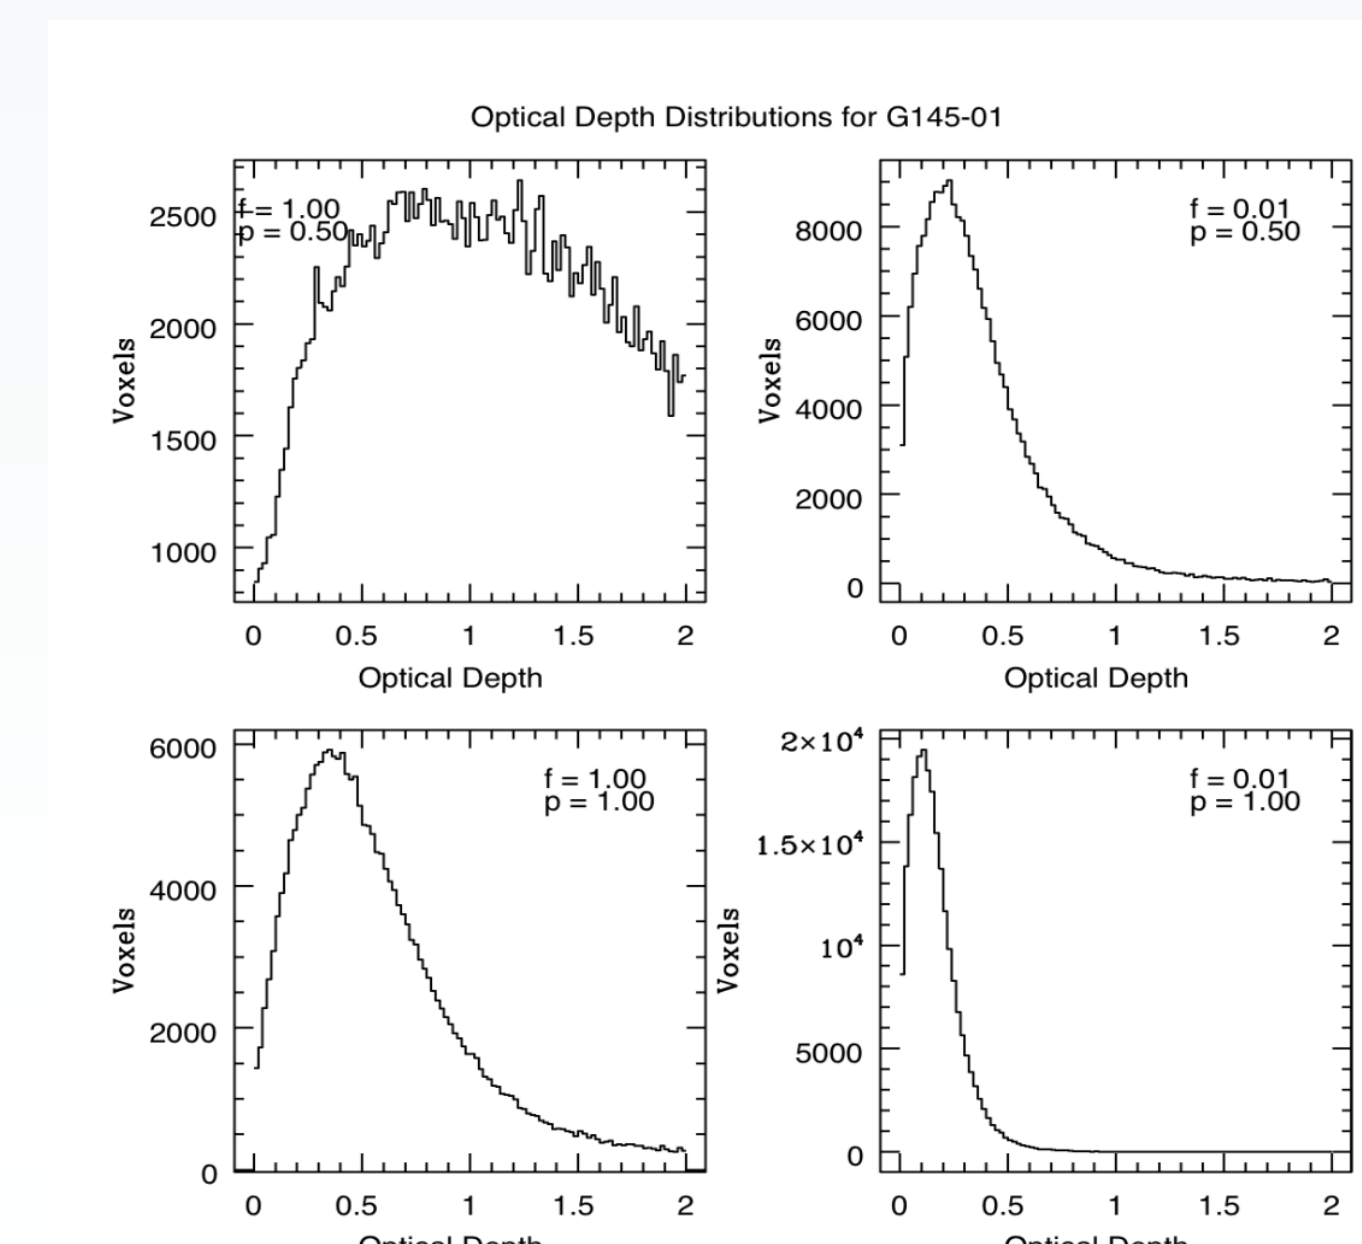 Optical Depth Distributions for G145-01
f = 1.00
p = 0.50
2500
2000
1500
1000
Voxels
0 0.5 1 1.5 2
Optical Depth
f = 0.01
p = 0.50
8000
6000
4000
2000
0
Voxels
0 0.5 1 1.5 2
Optical Depth
f = 1.00
p = 1.00
6000
4000
2000
0
Voxels
0 0.5 1 1.5 2
Optical Depth
f = 0.01
p = 1.00
2×10⁴
1.5×10⁴
10⁴
5000
0
Voxels
0 0.5 1 1.5 2
Optical Depth